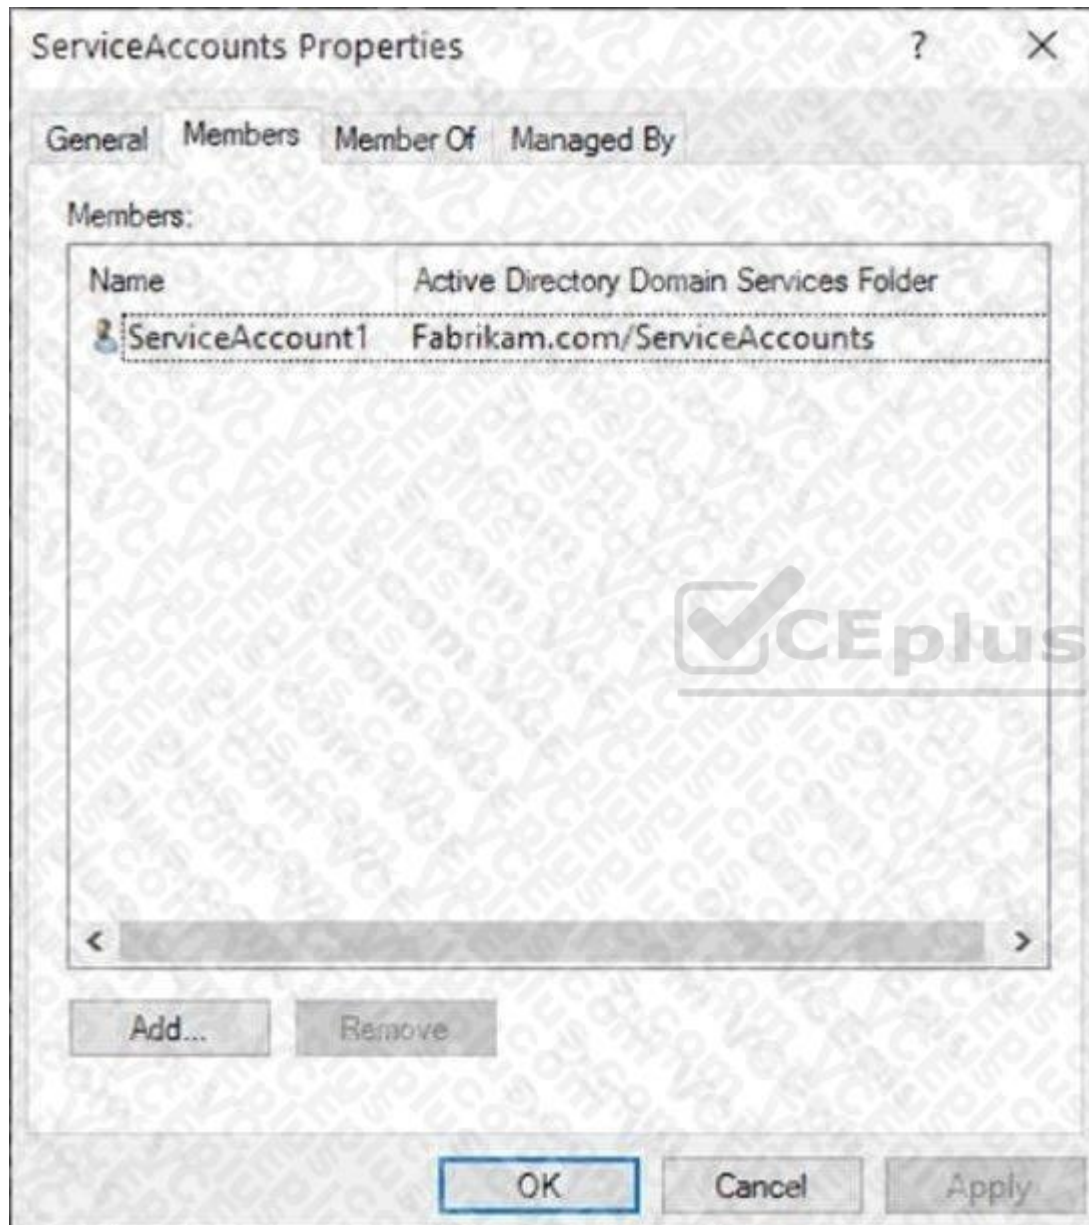 ServiceAccounts Properties ? ×
General Members Member Of Managed By
Members:
Name Active Directory Domain Services Folder
ServiceAccount1 Fabrikam.com/ServiceAccounts
CEplus
< >
Add... Remove
OK Cancel Apply